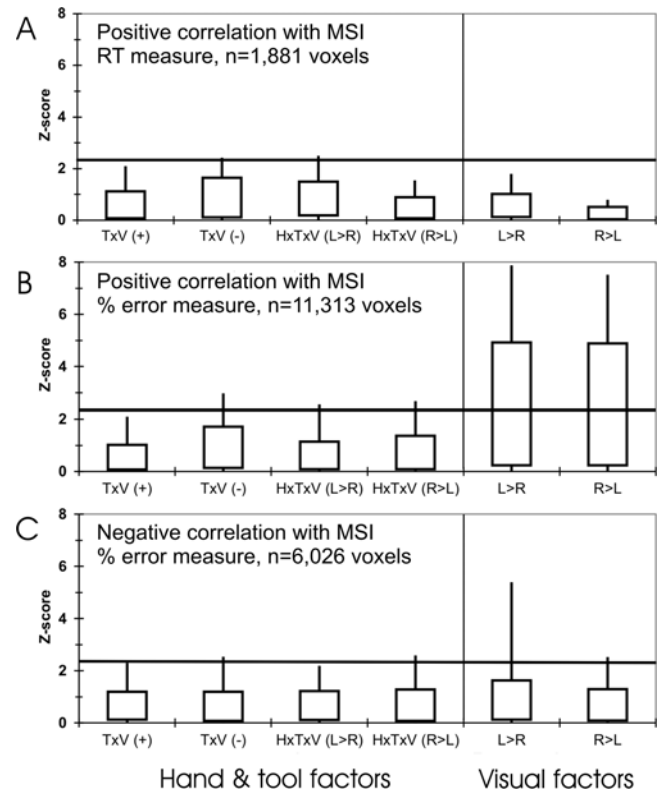 A
Positive correlation with MSI
RT measure, n=1,881 voxels
Z-score
8
6
4
2
0
TxV (+) TxV (-) HxTxV (L>R) HxTxV (R>L) L>R R>L
B
Positive correlation with MSI
% error measure, n=11,313 voxels
Z-score
8
6
4
2
0
TxV (+) TxV (-) HxTxV (L>R) HxTxV (R>L) L>R R>L
C
Negative correlation with MSI
% error measure, n=6,026 voxels
Z-score
8
6
4
2
0
TxV (+) TxV (-) HxTxV (L>R) HxTxV (R>L) L>R R>L
Hand & tool factors Visual factors